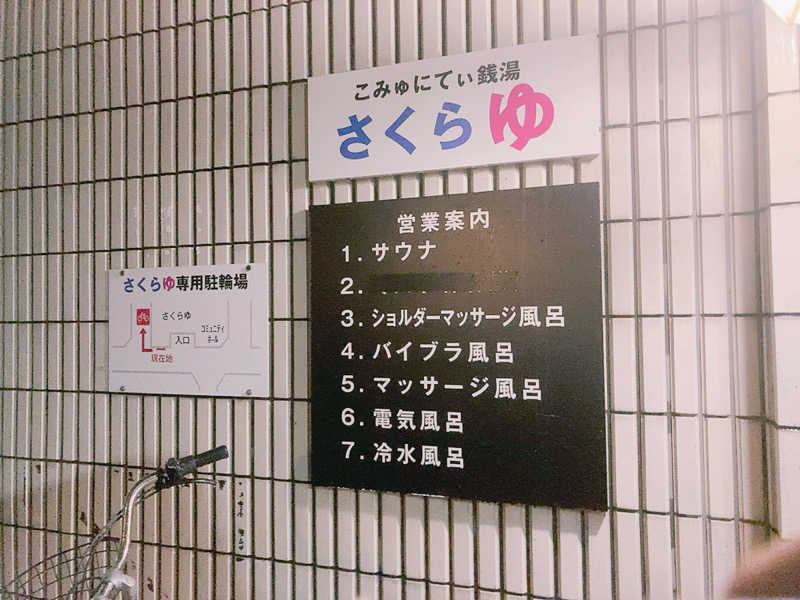 こみゅにてぃ銭湯
さくらゆ
営業案内
1. サウナ
2.
3. ショルダーマッサージ風呂
4. バイブラ風呂
5. マッサージ風呂
6. 電気風呂
7. 冷水風呂
さくらゆ専用駐輪場
さくらゆ
コミュニティ
ホール
入口
現在地